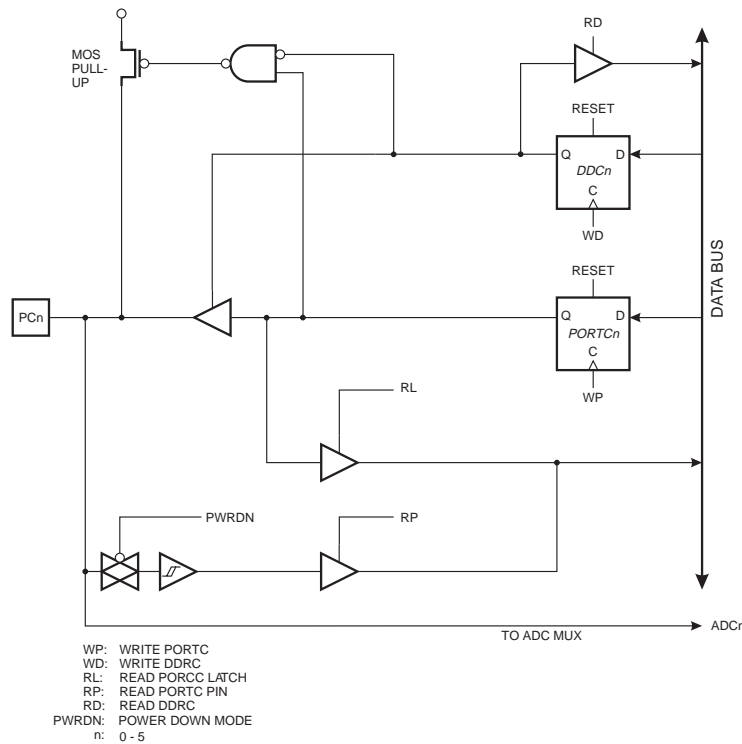 RD
MOS
PULL-
UP
RESET
Q
D
DDCn
C
WD
DATA BUS
RESET
PCn
Q
D
PORTCn
C
WP
RL
PWRDN
RP
TO ADC MUX
ADCn
WP: WRITE PORTC
WD: WRITE DDRC
RL: READ PORCC LATCH
RP: READ PORTC PIN
RD: READ DDRC
PWRDN: POWER DOWN MODE
n: 0 - 5